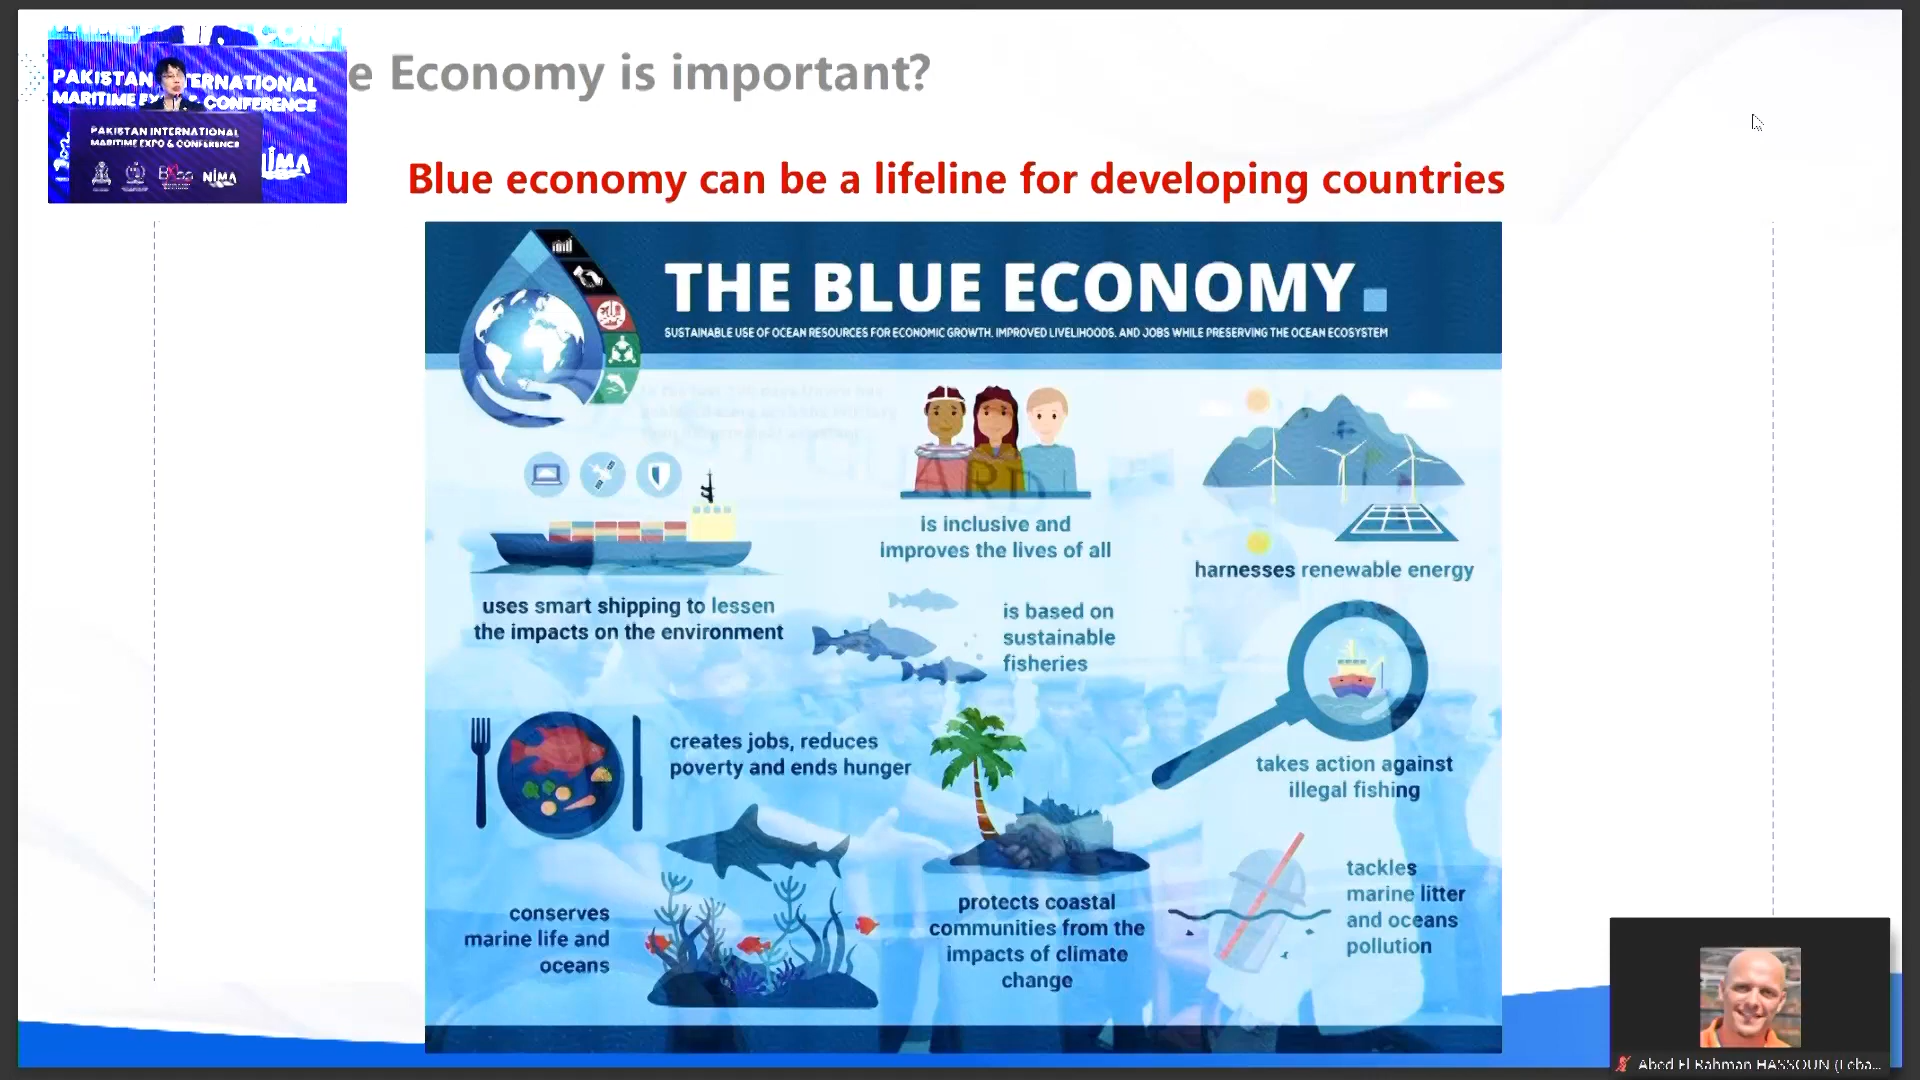 e Economy is important?
PAKISTAN
TERNATIONAL
MARITIME EX
CONFERENCE
PAKISTAN INTERNATIONAL
MARITIME EXPO & CONFERENCE
NIMA
Blue economy can be a lifeline for developing countries
THE BLUE ECONOMY.
SUSTAINABLE USE OF OCEAN RESOURCES FOR ECONOMIC GROWTH, IMPROVED LIVELIHOODS, AND JOBS WHILE PRESERVING THE OCEAN ECOSYSTEM
is inclusive and
improves the lives of all
harnesses renewable energy
uses smart shipping to lessen
the impacts on the environment
is based on
sustainable
fisheries
creates jobs, reduces
poverty and ends hunger
takes action against
illegal fishing
conserves
marine life and
oceans
protects coastal
communities from the
impacts of climate
change
tackles
marine litter
and oceans
pollution
Abed El Rahman HASSOUN (Leba...